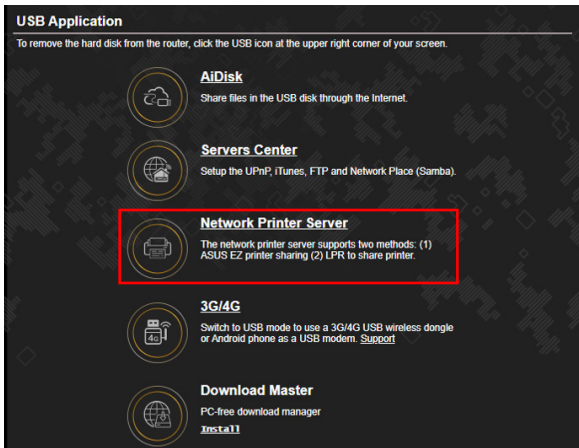 USB Application
To remove the hard disk from the router, click the USB icon at the upper right corner of your screen.
AiDisk
Share files in the USB disk through the Internet.
Servers Center
Setup the UPnP, iTunes, FTP and Network Place (Samba).
Network Printer Server
The network printer server supports two methods: (1)
ASUS EZ printer sharing (2) LPR to share printer.
3G/4G
Switch to USB mode to use a 3G/4G USB wireless dongle
or Android phone as a USB modem. Support
4G
Download Master
PC-free download manager
Install